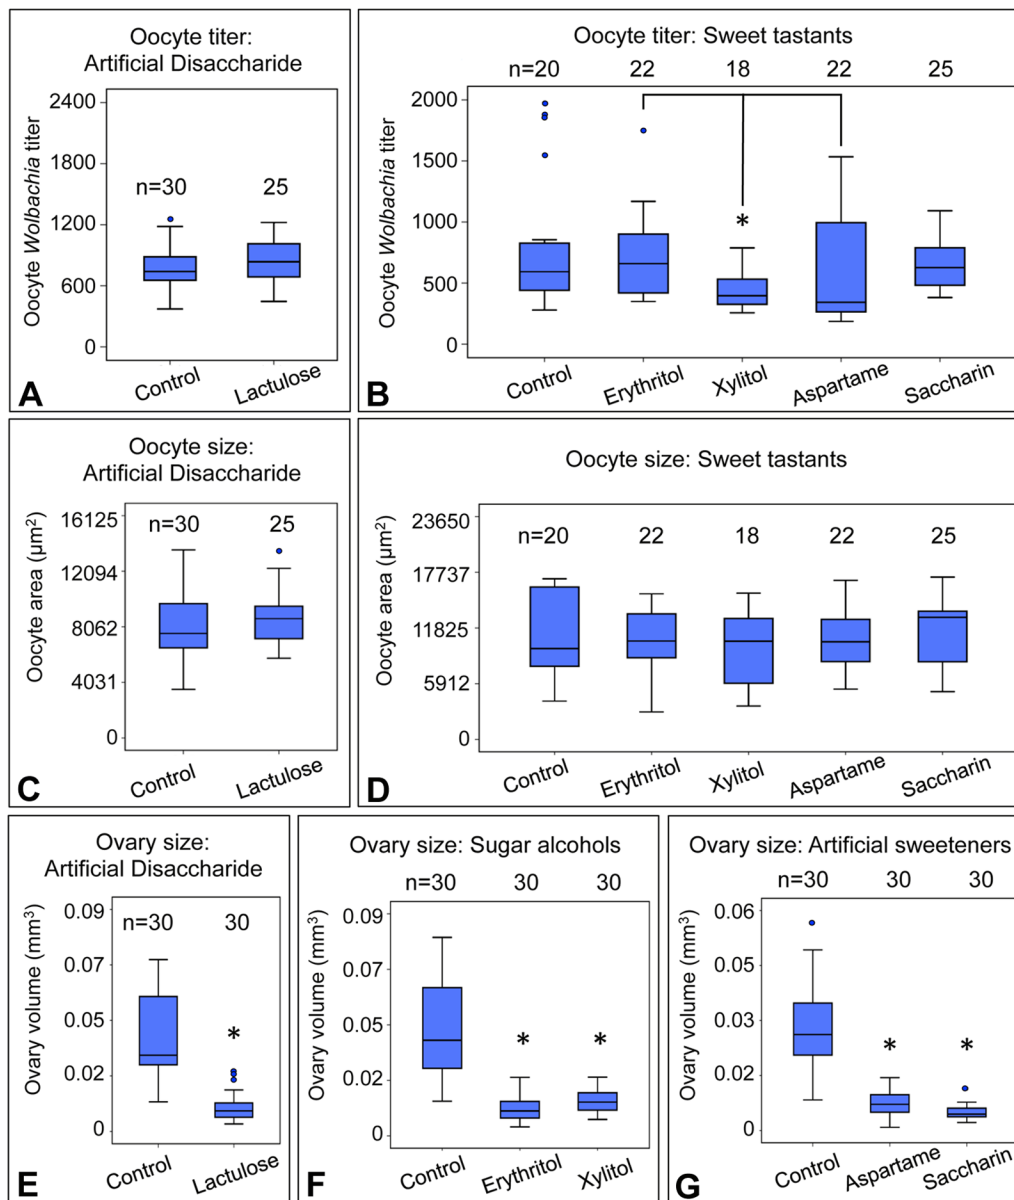 Oocyte titer:
Artificial Disaccharide
Oocyte Wolbachia titer
2400
1800
1200
600
0
n=30 25
Control Lactulose
A
Oocyte titer: Sweet tastants
n=20 22 18 22 25
Oocyte Wolbachia titer
2000
1500
1000
500
0
*
Control Erythritol Xylitol Aspartame Saccharin
B
Oocyte size:
Artificial Disaccharide
Oocyte area (µm²)
16125
12094
8062
4031
0
n=30 25
Control Lactulose
C
Oocyte size: Sweet tastants
Oocyte area (µm²)
23650
17737
11825
5912
0
n=20 22 18 22 25
Control Erythritol Xylitol Aspartame Saccharin
D
Ovary size:
Artificial Disaccharide
Ovary volume (mm³)
0.09
0.07
0.05
0.02
0
n=30 30
*
Control Lactulose
E
Ovary size: Sugar alcohols
n=30 30 30
Ovary volume (mm³)
0.09
0.07
0.05
0.02
0
* *
Control Erythritol Xylitol
F
Ovary size: Artificial sweeteners
n=30 30 30
Ovary volume (mm³)
0.06
0.05
0.03
0.02
0
* *
Control Aspartame Saccharin
G